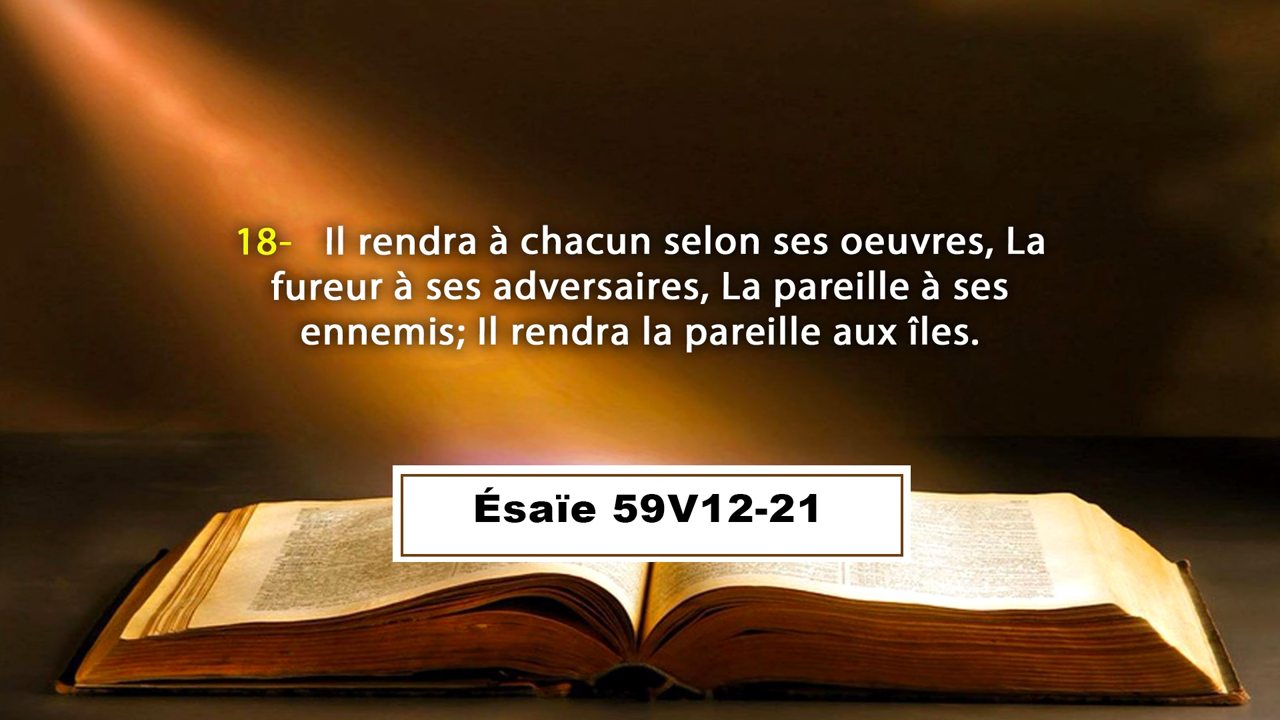 18- Il rendra à chacun selon ses oeuvres, La
fureur à ses adversaires, La pareille à ses
ennemis; Il rendra la pareille aux îles.
Ésaïe 59V12-21